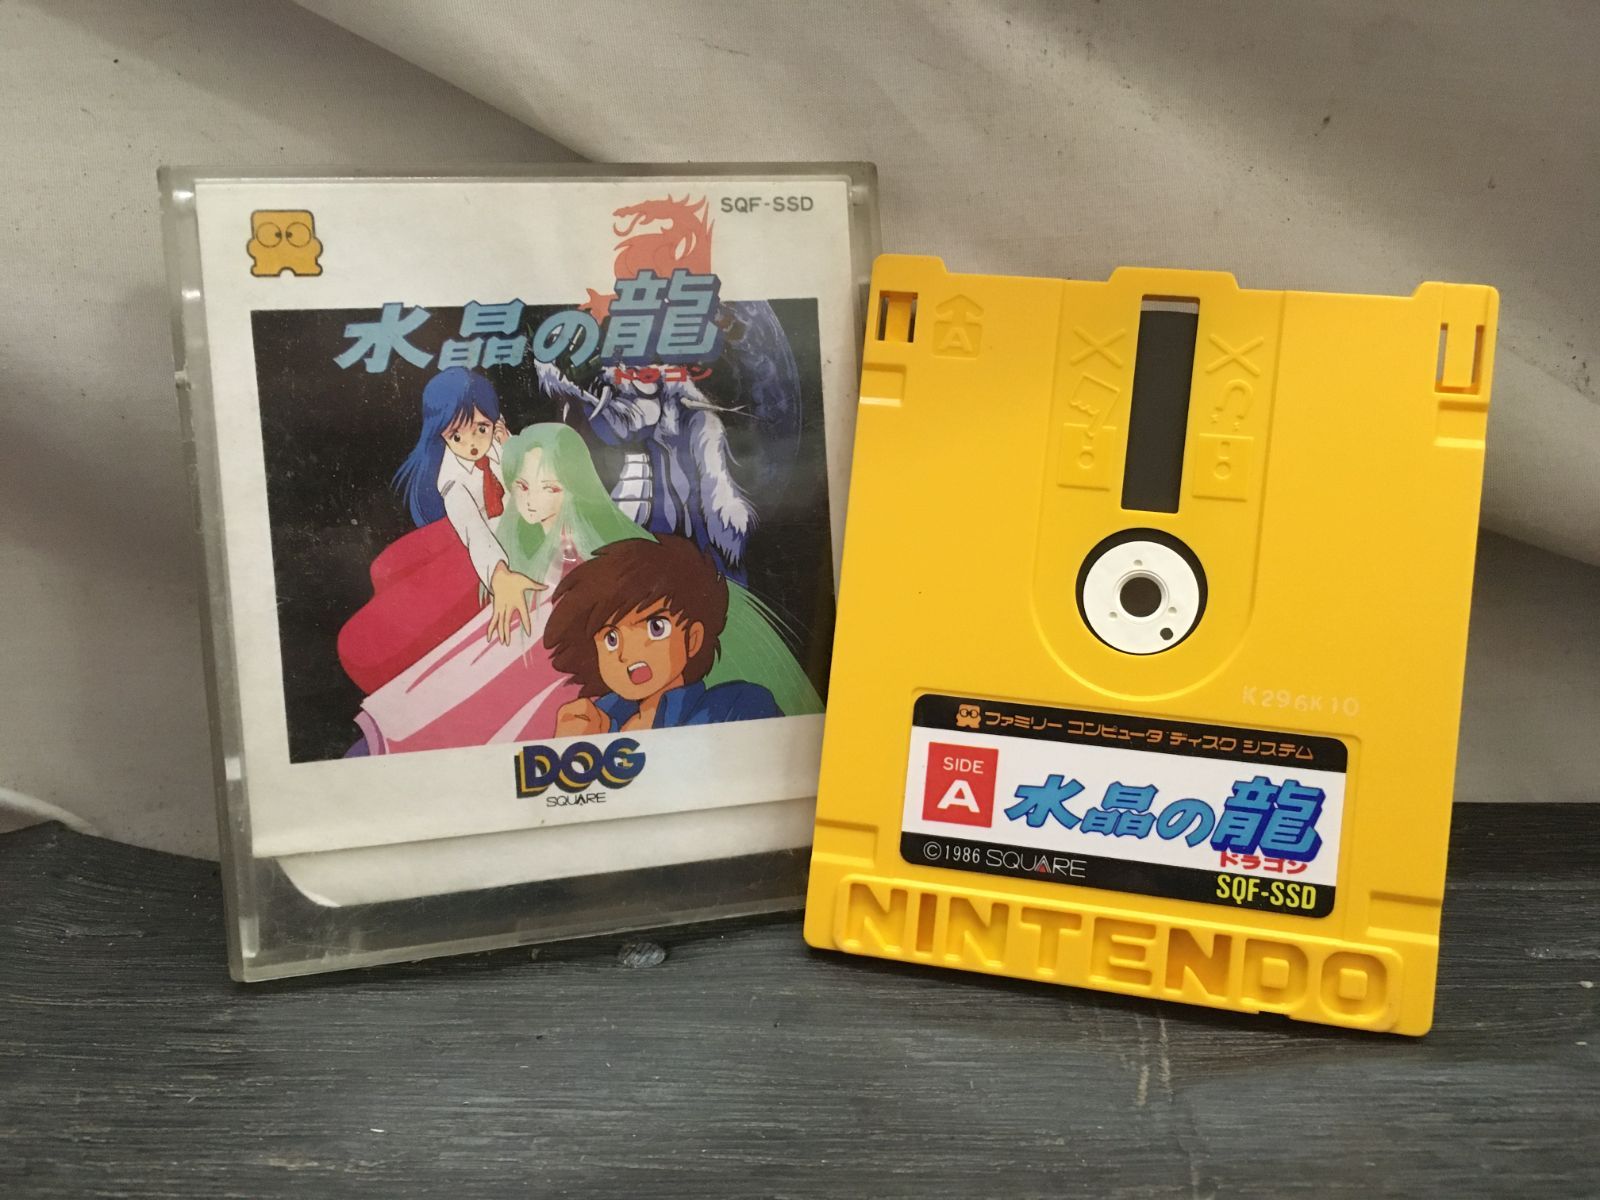 SQF-SSD
水晶の龍
ドラゴン
DOG
SQUARE
A
K296K10
ファミリー コンピュータ ディスク システム
SIDE
A
水晶の龍
ドラゴン
©1986 SQUARE
SQF-SSD
NINTENDO